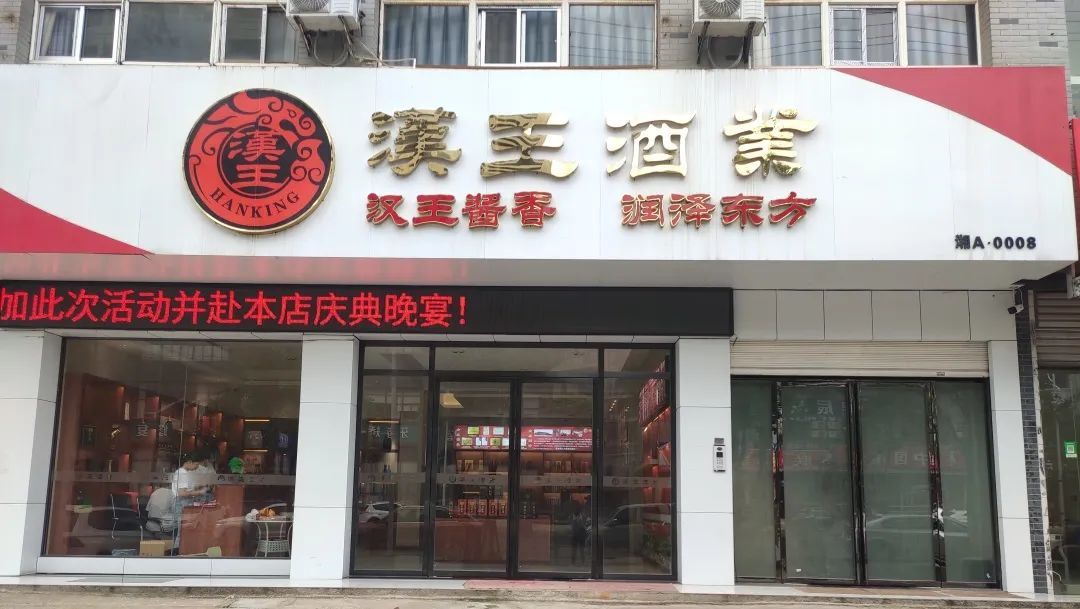 漢王
HANKING
漢王酒業
汉王酱香 润泽东方
湘A·0008
加此次活动并赴本店庆典晚宴!